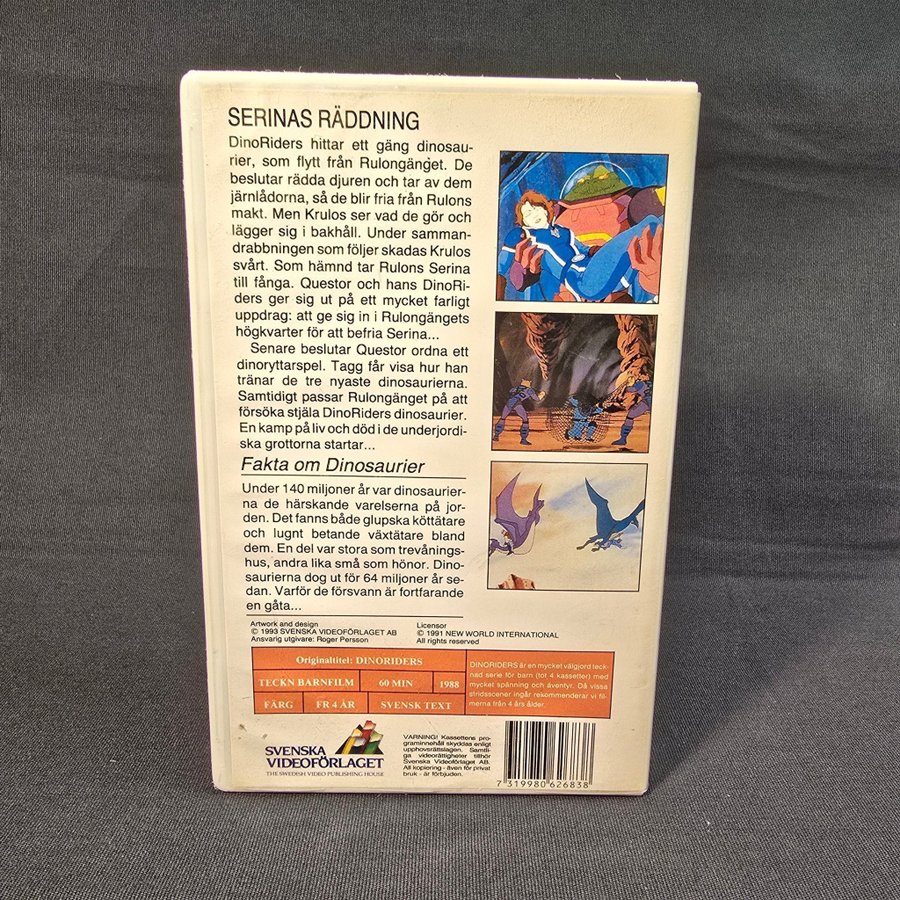 SERINAS RÄDDNING
DinoRiders hittar ett gäng dinosau-
rier, som flytt från Rulongänget. De
beslutar rädda djuren och tar av dem
järnlådorna, så de blir fria från Rulons
makt. Men Krulos ser vad de gör och
lägger sig i bakhåll. Under samman-
drabbningen som följer skadas Krulos
svårt. Som hämnd tar Rulons Serina
till fånga. Questor och hans DinoRi-
ders ger sig ut på ett mycket farligt
uppdrag: att ge sig in i Rulongängets
högkvarter för att befria Serina...
Senare beslutar Questor ordna ett
dinoryttarspel. Tagg får visa hur han
tränar de tre nyaste dinosaurierna.
Samtidigt passar Rulongänget på att
försöka stjäla DinoRiders dinosaurier.
En kamp på liv och död i de underjordi-
ska grottorna startar...
Fakta om Dinosaurier
Under 140 miljoner år var dinosaurier-
na de härskande varelserna på jor-
den. Det fanns både glupska köttätare
och lugnt betande växtätare bland
dem. En del var stora som trevånings-
hus, andra lika små som hönor. Dino-
saurierna dog ut för 64 miljoner år se-
dan. Varför de försvann är fortfarande
en gåta...
Artwork and design
© 1993 SVENSKA VIDEOFÖRLAGET AB
Ansvarig utgivare: Roger Persson
Licensor
© 1991 NEW WORLD INTERNATIONAL
All rights reserved
Originaltitel: DINORIDERS
TECKN BARNFILM 60 MIN 1988
FÄRG FR 4 ÅR SVENSK TEXT
DINORIDERS är en mycket välgjord teck-
nad serie för barn (tot 4 kassetter) med
mycket spänning och äventyr. Då vissa
stridsscener ingår rekommenderar vi fil-
merna från 4 års ålder.
SVENSKA
VIDEOFÖRLAGET
THE SWEDISH VIDEO PUBLISHING HOUSE
VARNING! Kassettens pro-
graminnehåll skyddas enligt
upphovsrättslagen. Samtli-
ga videorättigheter tillhör
Svenska Videoförlaget AB.
All kopiering - även för privat
bruk - är förbjuden.
7 319980 626838